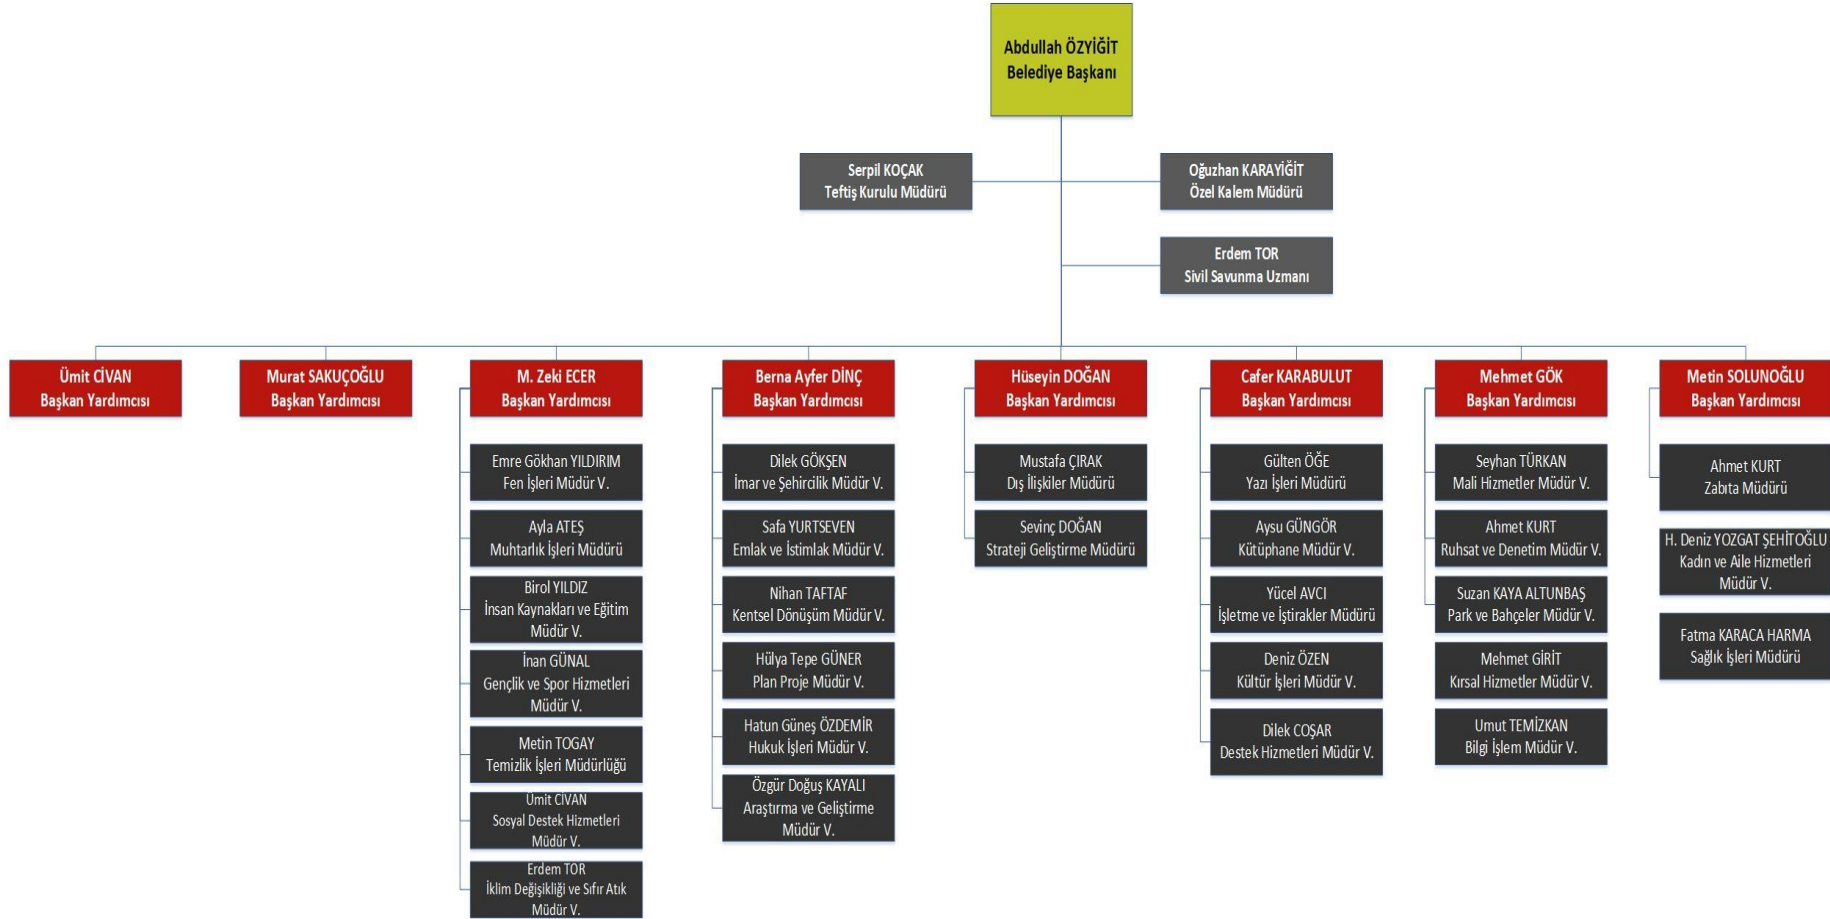 Abdullah ÖZYİĞİT
Belediye Başkanı
Serpil KOÇAK
Teftiş Kurulu Müdürü
Oğuzhan KARAYİĞİT
Özel Kalem Müdürü
Erdem TOR
Sivil Savunma Uzmanı
Ümit CİVAN
Başkan Yardımcısı
Murat SAKUÇOĞLU
Başkan Yardımcısı
M. Zeki ECER
Başkan Yardımcısı
Emre Gökhan YILDIRIM
Fen İşleri Müdür V.
Ayla ATEŞ
Muhtarlık İşleri Müdürü
Birol YILDIZ
İnsan Kaynakları ve Eğitim
Müdür V.
İnan GÜNAL
Gençlik ve Spor Hizmetleri
Müdür V.
Metin TOGAY
Temizlik İşleri Müdürlüğü
Ümit CİVAN
Sosyal Destek Hizmetleri
Müdür V.
Erdem TOR
İklim Değişikliği ve Sıfır Atık
Müdür V.
Berna Ayfer DİNÇ
Başkan Yardımcısı
Dilek GÖKŞEN
İmar ve Şehircilik Müdür V.
Safa YURTSEVEN
Emlak ve İstimlak Müdür V.
Nihan TAFTAF
Kentsel Dönüşüm Müdür V.
Hülya Tepe GÜNER
Plan Proje Müdür V.
Hatun Güneş ÖZDEMİR
Hukuk İşleri Müdür V.
Özgür Doğuş KAYALI
Araştırma ve Geliştirme
Müdür V.
Hüseyin DOĞAN
Başkan Yardımcısı
Mustafa ÇIRAK
Dış İlişkiler Müdürü
Sevinç DOĞAN
Strateji Geliştirme Müdürü
Cafer KARABULUT
Başkan Yardımcısı
Gülten ÖĞE
Yazı İşleri Müdürü
Aysu GÜNGÖR
Kütüphane Müdür V.
Yücel AVCI
İşletme ve İştirakler Müdürü
Deniz ÖZEN
Kültür İşleri Müdür V.
Dilek COŞAR
Destek Hizmetleri Müdür V.
Mehmet GÖK
Başkan Yardımcısı
Seyhan TÜRKAN
Mali Hizmetler Müdür V.
Ahmet KURT
Ruhsat ve Denetim Müdür V.
Suzan KAYA ALTUNBAŞ
Park ve Bahçeler Müdür V.
Mehmet GİRİT
Kırsal Hizmetler Müdür V.
Umut TEMİZKAN
Bilgi İşlem Müdür V.
Metin SOLUNOĞLU
Başkan Yardımcısı
Ahmet KURT
Zabıta Müdürü
H. Deniz YOZGAT ŞEHİTOĞLU
Kadın ve Aile Hizmetleri
Müdür V.
Fatma KARACA HARMA
Sağlık İşleri Müdürü